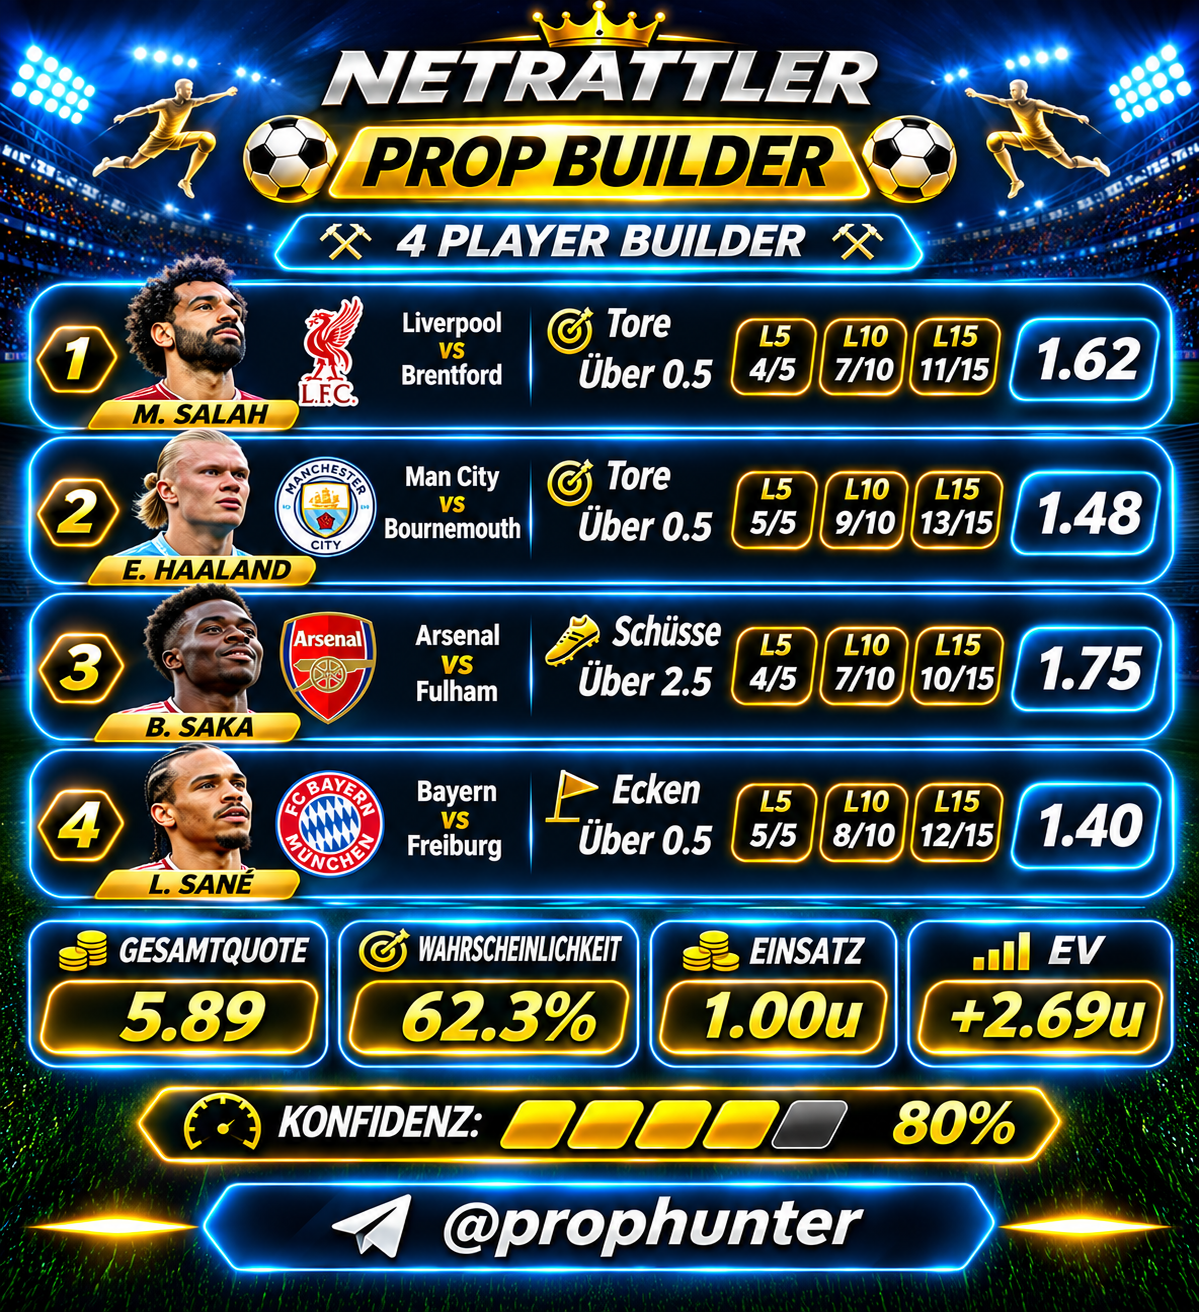 NETRATTLER
PROP BUILDER
4 PLAYER BUILDER
1
M. SALAH
L.F.C.
Liverpool
VS
Brentford
Tore
Über 0.5
L5
4/5
L10
7/10
L15
11/15
1.62
2
E. HAALAND
MANCHESTER
CITY
Man City
VS
Bournemouth
Tore
Über 0.5
L5
5/5
L10
9/10
L15
13/15
1.48
3
B. SAKA
Arsenal
Arsenal
VS
Fulham
Schüsse
Über 2.5
L5
4/5
L10
7/10
L15
10/15
1.75
4
L. SANÉ
FC BAYERN
MÜNCHEN
Bayern
VS
Freiburg
Ecken
Über 0.5
L5
5/5
L10
8/10
L15
12/15
1.40
GESAMTQUOTE
5.89
WAHRSCHEINLICHKEIT
62.3%
EINSATZ
1.00u
EV
+2.69u
KONFIDENZ:
80%
@prophunter